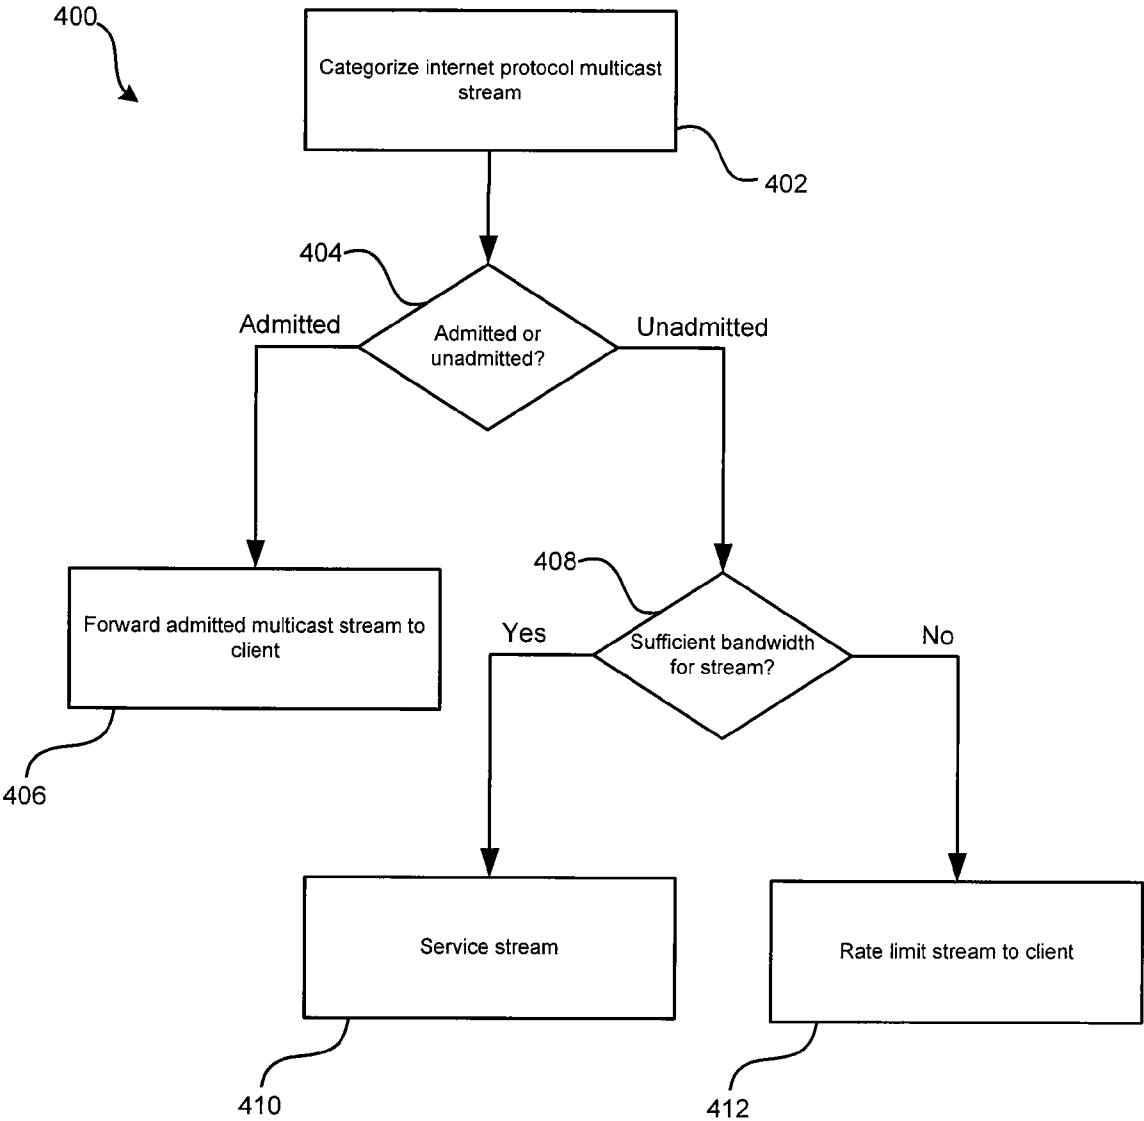 400
Categorize internet protocol multicast
stream
402
404
Admitted
Admitted or
unadmitted?
Unadmitted
408
Forward admitted multicast stream to
client
Yes
Sufficient bandwidth
for stream?
No
406
Service stream
Rate limit stream to client
410
412